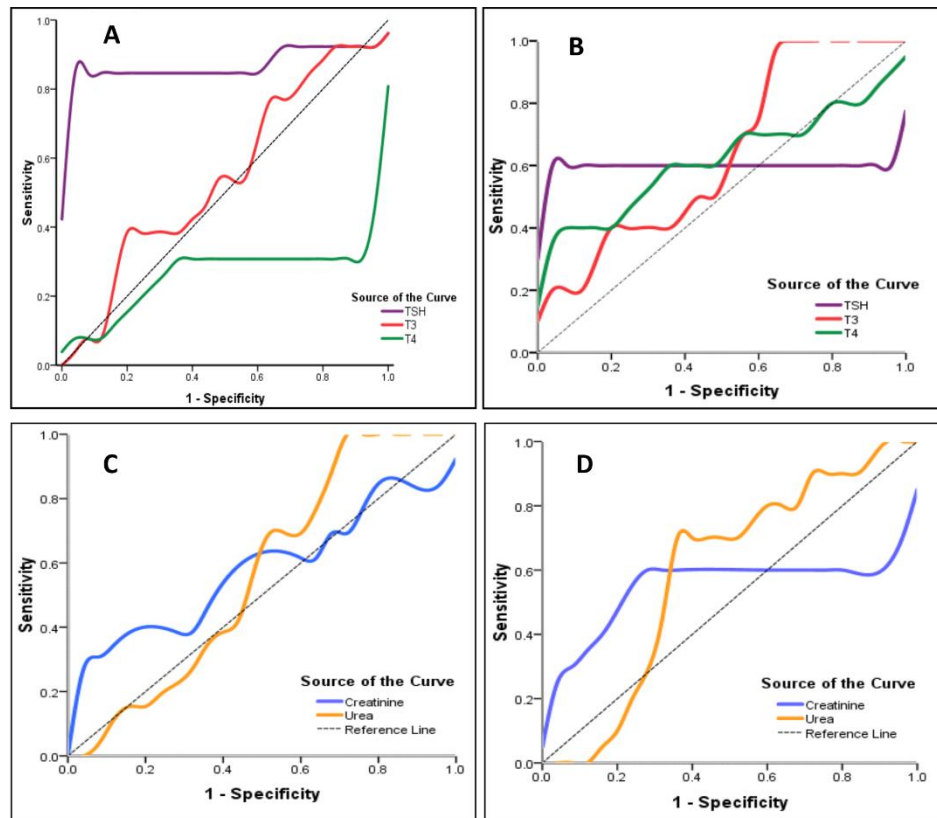 A
1.0
0.8
0.6
0.4
0.2
0.0
Sensitivity
0.0 0.2 0.4 0.6 0.8 1.0
1 - Specificity
Source of the Curve
TSH
T3
T4
B
1.0
0.8
0.6
0.4
0.2
0.0
Sensitivity
0.0 0.2 0.4 0.6 0.8 1.0
1 - Specificity
Source of the Curve
TSH
T3
T4
C
1.0
0.8
0.6
0.4
0.2
0.0
Sensitivity
0.0 0.2 0.4 0.6 0.8 1.0
1 - Specificity
Source of the Curve
Creatinine
Urea
Reference Line
D
1.0
0.8
0.6
0.4
0.2
0.0
Sensitivity
0.0 0.2 0.4 0.6 0.8 1.0
1 - Specificity
Source of the Curve
Creatinine
Urea
Reference Line